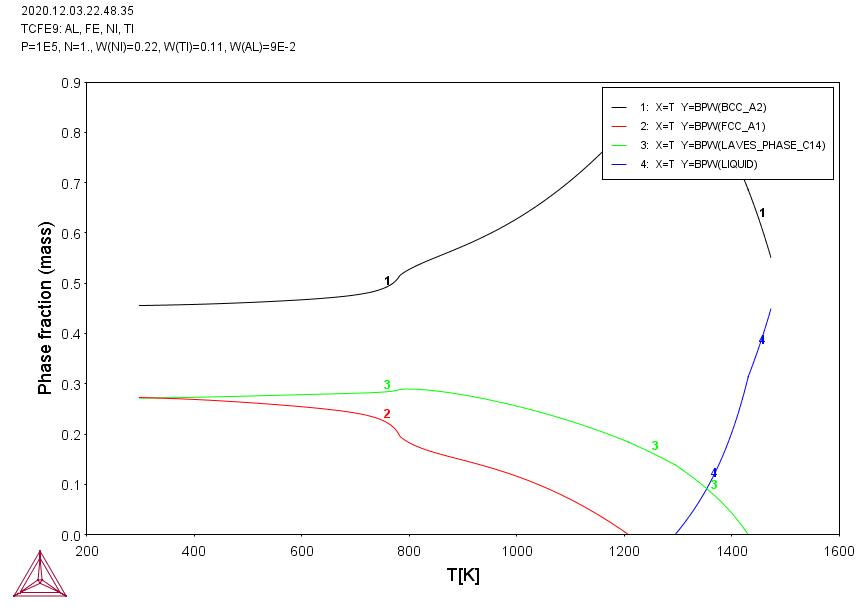 2020.12.03.22.48.35
TCFE9: AL, FE, NI, TI
P=1E5, N=1., W(NI)=0.22, W(TI)=0.11, W(AL)=9E-2
0.9
1: X=T Y=BPW(BCC_A2)
2: X=T Y=BPW(FCC_A1)
3: X=T Y=BPW(LAVES_PHASE_C14)
4: X=T Y=BPW(LIQUID)
0.8
0.7
0.6
0.5
0.4
0.3
0.2
0.1
0.0
Phase fraction (mass)
1
1
4
3
2
3
4
3
200 400 600 800 1000 1200 1400 1600
T[K]